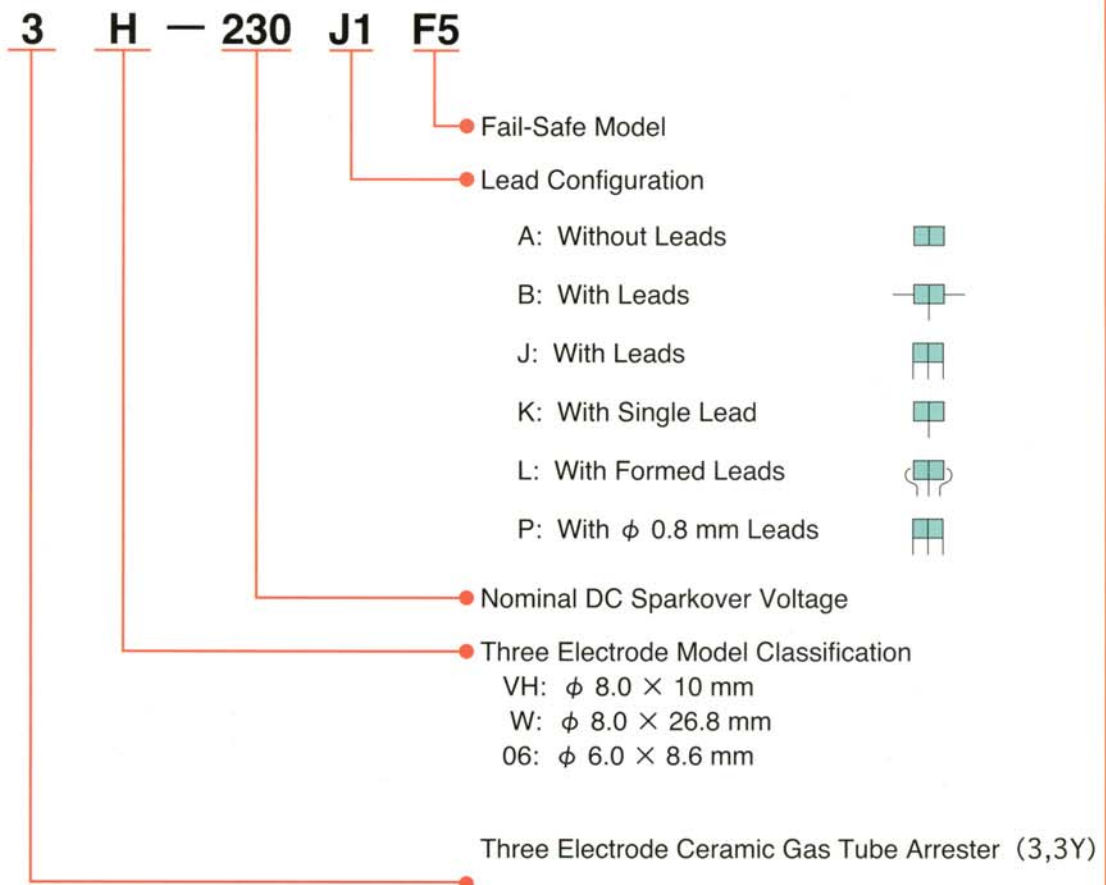 3 H — 230 J1 F5
Fail-Safe Model
Lead Configuration
A: Without Leads
B: With Leads
J: With Leads
K: With Single Lead
L: With Formed Leads
P: With φ 0.8 mm Leads
Nominal DC Sparkover Voltage
Three Electrode Model Classification
VH: φ 8.0 × 10 mm
W: φ 8.0 × 26.8 mm
06: φ 6.0 × 8.6 mm
Three Electrode Ceramic Gas Tube Arrester (3,3Y)